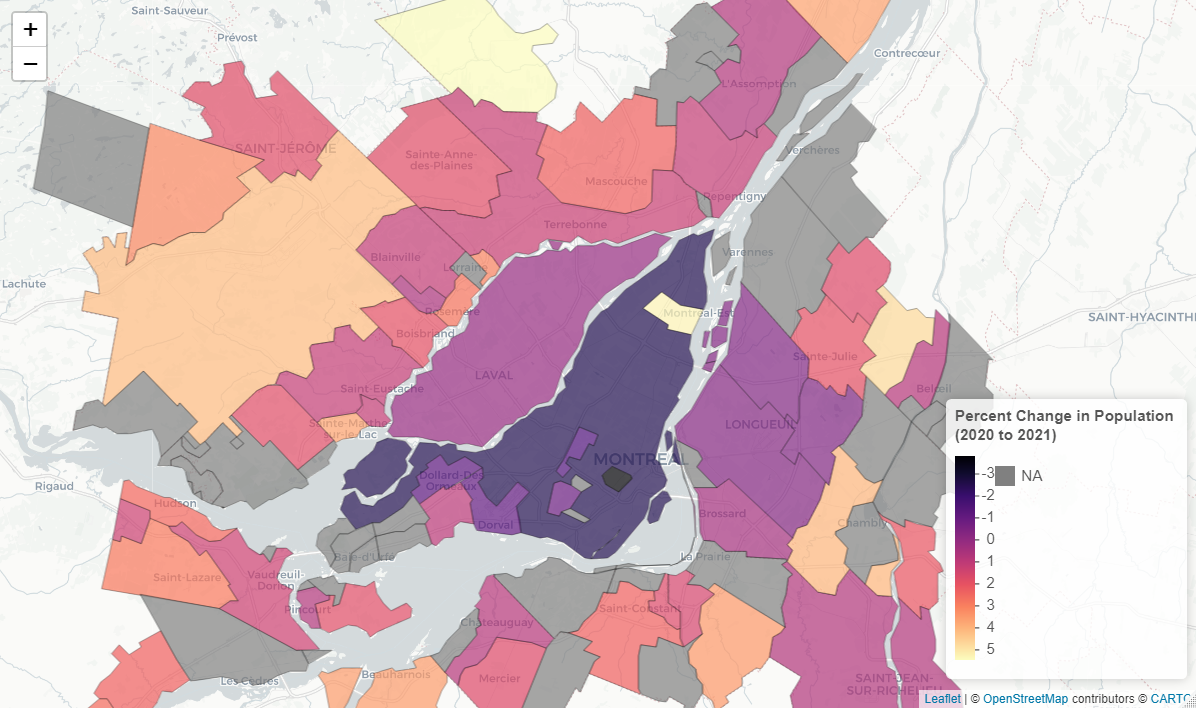 Saint-Sauveur
Prévost
+
−
Contrecœur
L'Assomption
SAINT-JÉRÔME
Verchères
Sainte-Anne-
des-Plaines
Mascouche
Repentigny
Terrebonne
Varennes
Blainville
Lorraine
Lachute
Rosemère
Montréal-Est
SAINT-HYACINTHE
Boisbriand
Sainte-Julie
LAVAL
Saint-Eustache
Belœil
Sainte-Marthe-
sur-le-Lac
LONGUEUIL
MONTRÉAL
Rigaud
Dollard-Des
Ormeaux
Hudson
Dorval
Brossard
Chambly
Baie-d'Urfé
La Prairie
Saint-Lazare
Vaudreuil-
Dorion
Pincourt
Saint-Constant
Châteauguay
Beauharnois
Les Cèdres
Mercier
SAINT-JEAN-
SUR-RICHELIEU
Percent Change in Population
(2020 to 2021)
-3
-2
-1
0
1
2
3
4
5
NA
Leaflet | © OpenStreetMap contributors © CARTO